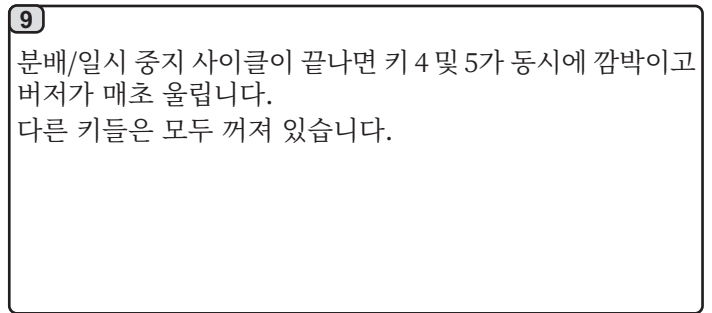 9
분배/일시 중지 사이클이 끝나면 키 4 및 5가 동시에 깜박이고
버저가 매초 울립니다.
다른 키들은 모두 꺼져 있습니다.